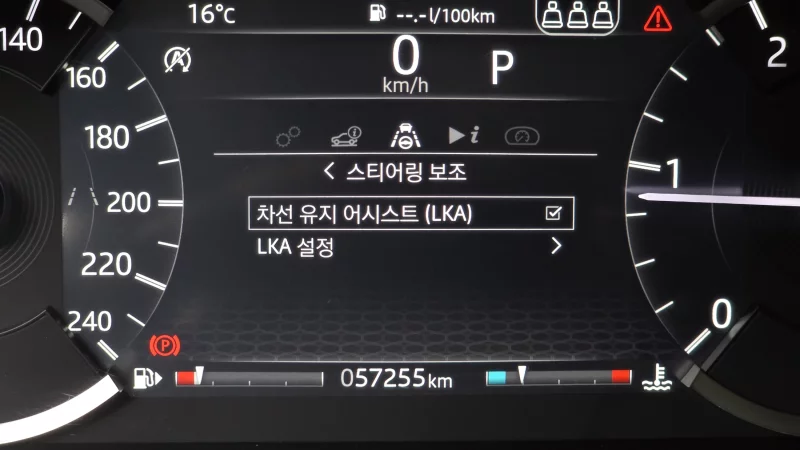 16°C
--.- l/100km
0
km/h
P
140
160
180
200
220
240
2
1
0
i
< 스티어링 보조
차선 유지 어시스트 (LKA)
LKA 설정 >
(P)
057255km